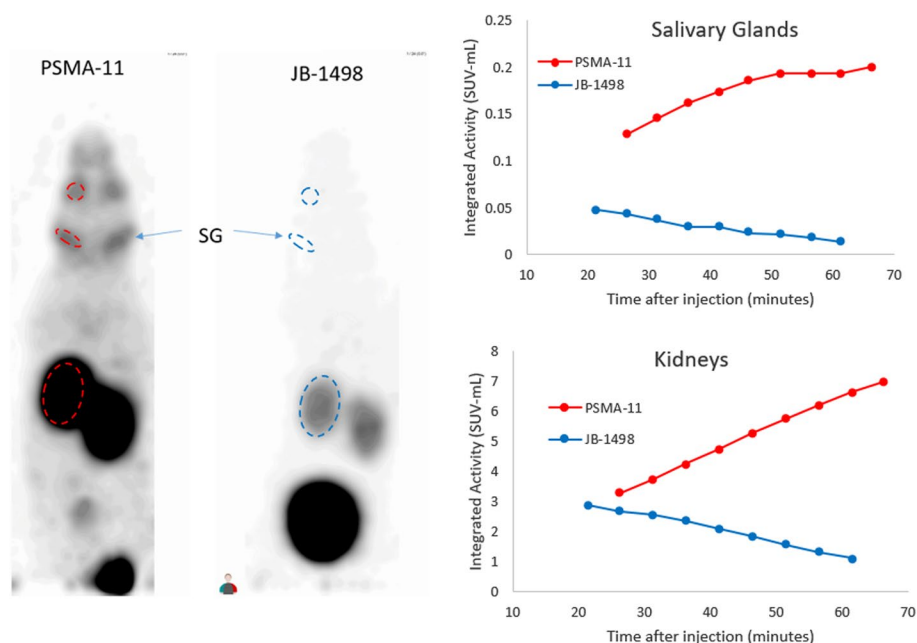 PSMA-11
JB-1498
SG
Salivary Glands
PSMA-11
JB-1498
Integrated Activity (SUV-mL)
0.25
0.2
0.15
0.1
0.05
0
10 20 30 40 50 60 70
Time after injection (minutes)
Kidneys
PSMA-11
JB-1498
Integrated Activity (SUV-mL)
8
7
6
5
4
3
2
1
0
10 20 30 40 50 60 70
Time after injection (minutes)